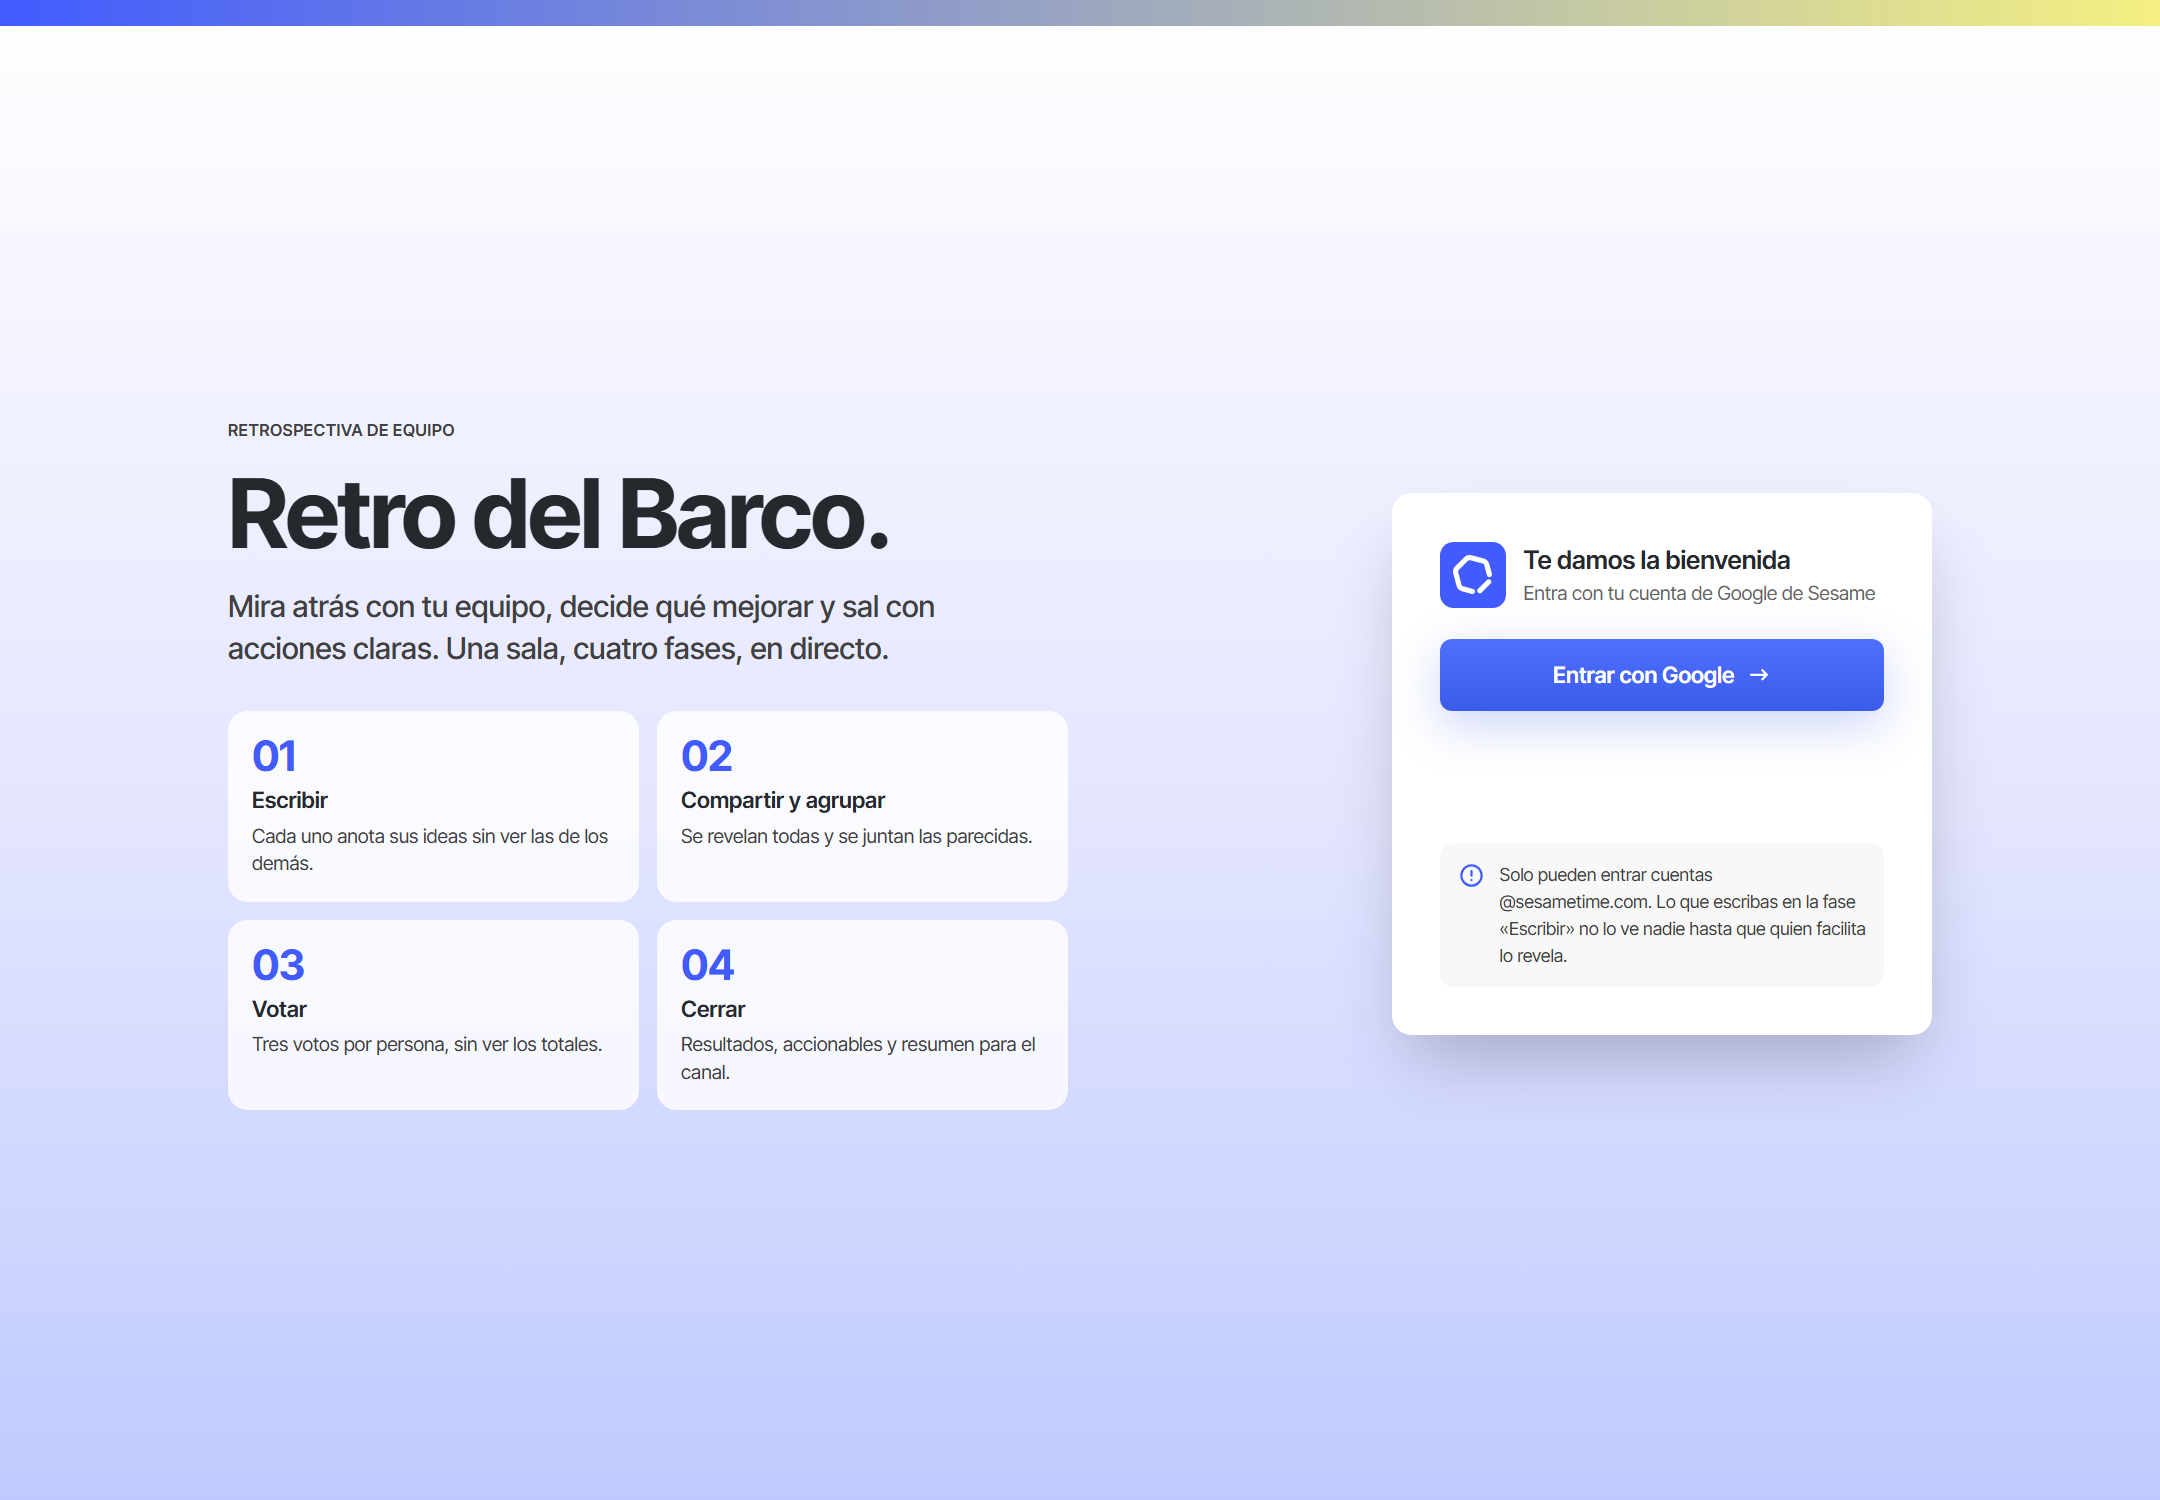 RETROSPECTIVA DE EQUIPO
Retro del Barco.
Mira atrás con tu equipo, decide qué mejorar y sal con
acciones claras. Una sala, cuatro fases, en directo.
01
Escribir
Cada uno anota sus ideas sin ver las de los
demás.
02
Compartir y agrupar
Se revelan todas y se juntan las parecidas.
03
Votar
Tres votos por persona, sin ver los totales.
04
Cerrar
Resultados, accionables y resumen para el
canal.
Te damos la bienvenida
Entra con tu cuenta de Google de Sesame
Entrar con Google →
Solo pueden entrar cuentas
@sesametime.com. Lo que escribas en la fase
«Escribir» no lo ve nadie hasta que quien facilita
lo revela.